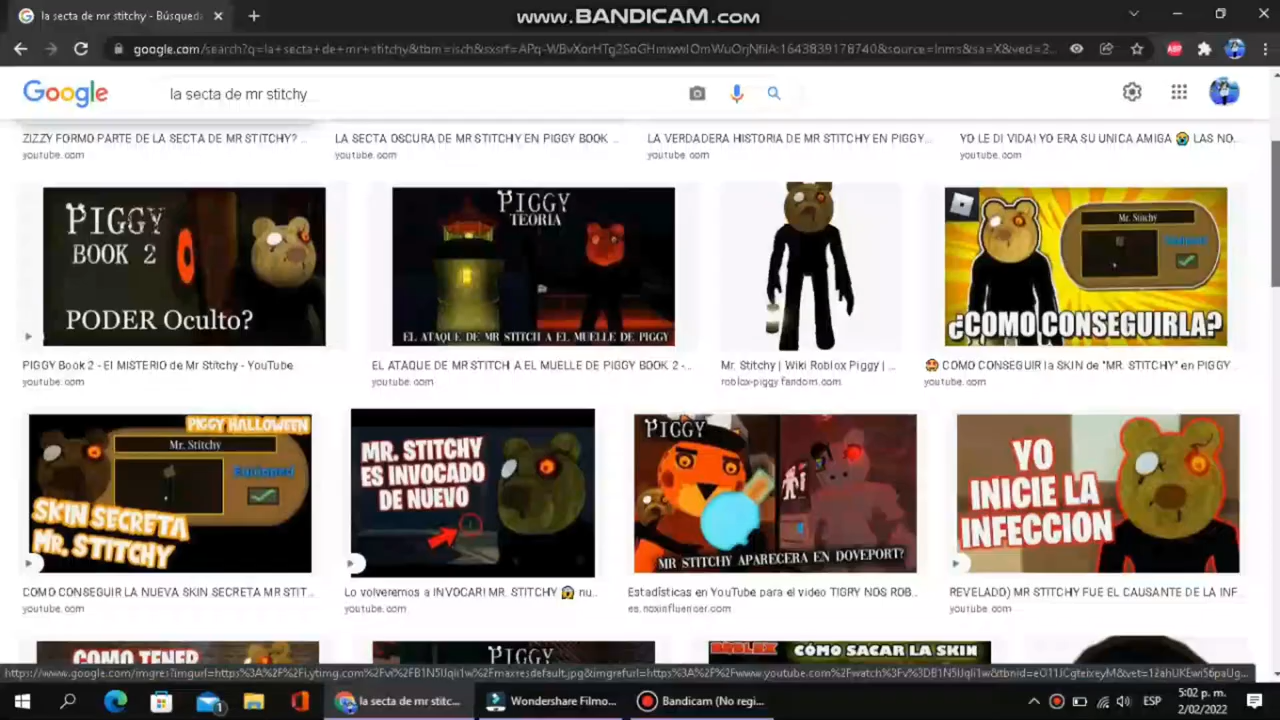 la secta de mr stitchy - Búsqueda
www.BANDICAM.com
Google
la secta de mr stitchy
ZIZZY FORMO PARTE DE LA SECTA DE MR STITCHY? ...
LA SECTA OSCURA DE MR STITCHY EN PIGGY BOOK ...
LA VERDADERA HISTORIA DE MR STITCHY EN PIGGY...
YO LE DI VIDA! YO ERA SU UNICA AMIGA 😭 LAS NO...
youtube.com
youtube.com
youtube.com
youtube.com
PIGGY
BOOK 2
PODER Oculto?
PIGGY
TEORIA
EL ATAQUE DE MR STITCH A EL MUELLE DE PIGGY
Mr. Stitchy
Equipped
¿COMO CONSEGUIRLA?
PIGGY Book 2 - El MISTERIO de Mr Stitchy - YouTube
EL ATAQUE DE MR STITCH A EL MUELLE DE PIGGY BOOK 2 -...
Mr. Stitchy | Wiki Roblox Piggy | ...
COMO CONSEGUIR la SKIN de "MR. STITCHY" en PIGGY ...
youtube.com
youtube.com
roblox-piggy.fandom.com
youtube.com
PIGGY HALLOWEEN
Mr. Stitchy
Equipped
SKIN SECRETA
MR. STITCHY
MR. STITCHY
ES INVOCADO
DE NUEVO
PIGGY
MR STITCHY APARECERA EN DOVEPORT?
YO
INICIE LA
INFECCION
COMO CONSEGUIR LA NUEVA SKIN SECRETA MR STIT...
Lo volveremos a INVOCAR! MR. STITCHY 😱 nu...
Estadísticas en YouTube para el video TIGRY NOS ROB...
REVELADO) MR STITCHY FUE EL CAUSANTE DE LA INF...
youtube.com
youtube.com
es.noxinfluencer.com
youtube.com
COMO TENER
PIGGY
ROBLOX
CÓMO SACAR LA SKIN
la secta de mr stitc...
Wondershare Filmo...
Bandicam (No regi...
ESP
5:02 p. m.
2/02/2022